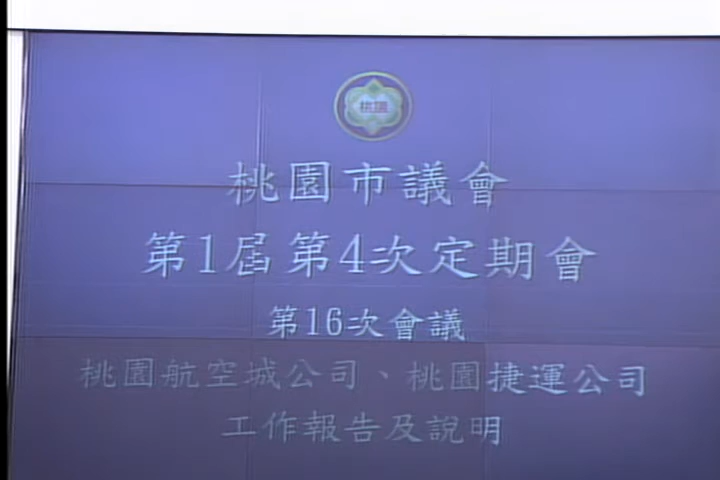 桃園
桃園市議會
第1屆第4次定期會
第16次會議
桃園航空城公司、桃園捷運公司
工作報告及說明